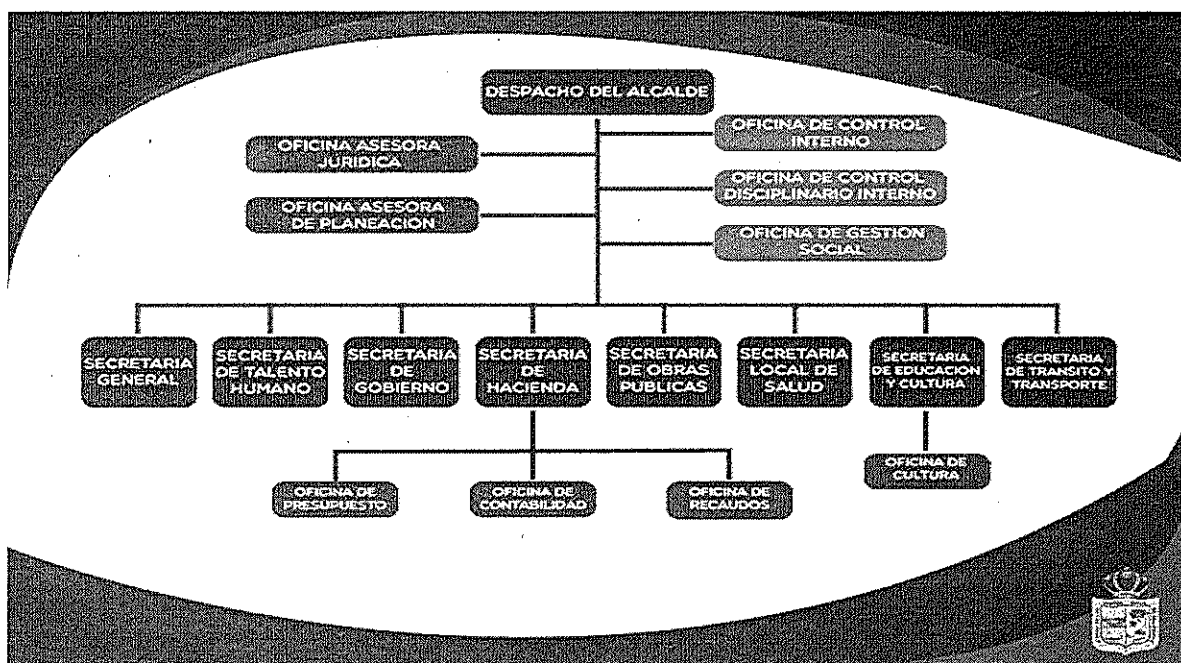 DESPACHO DEL ALCALDE
OFICINA ASESORA
JURIDICA
OFICINA DE CONTROL
INTERNO
OFICINA DE CONTROL
DISCIPLINARIO INTERNO
OFICINA ASESORA
DE PLANEACION
OFICINA DE GESTION
SOCIAL
SECRETARIA
GENERAL
SECRETARIA
DE TALENTO
HUMANO
SECRETARIA
DE
GOBIERNO
SECRETARIA
DE
HACIENDA
SECRETARIA
DE OBRAS
PUBLICAS
SECRETARIA
LOCAL DE
SALUD
SECRETARIA
DE EDUCACION
Y CULTURA
SECRETARIA
DE TRANSITO Y
TRANSPORTE
OFICINA DE
PRESUPUESTO
OFICINA DE
CONTABILIDAD
OFICINA DE
RECAUDOS
OFICINA DE
CULTURA